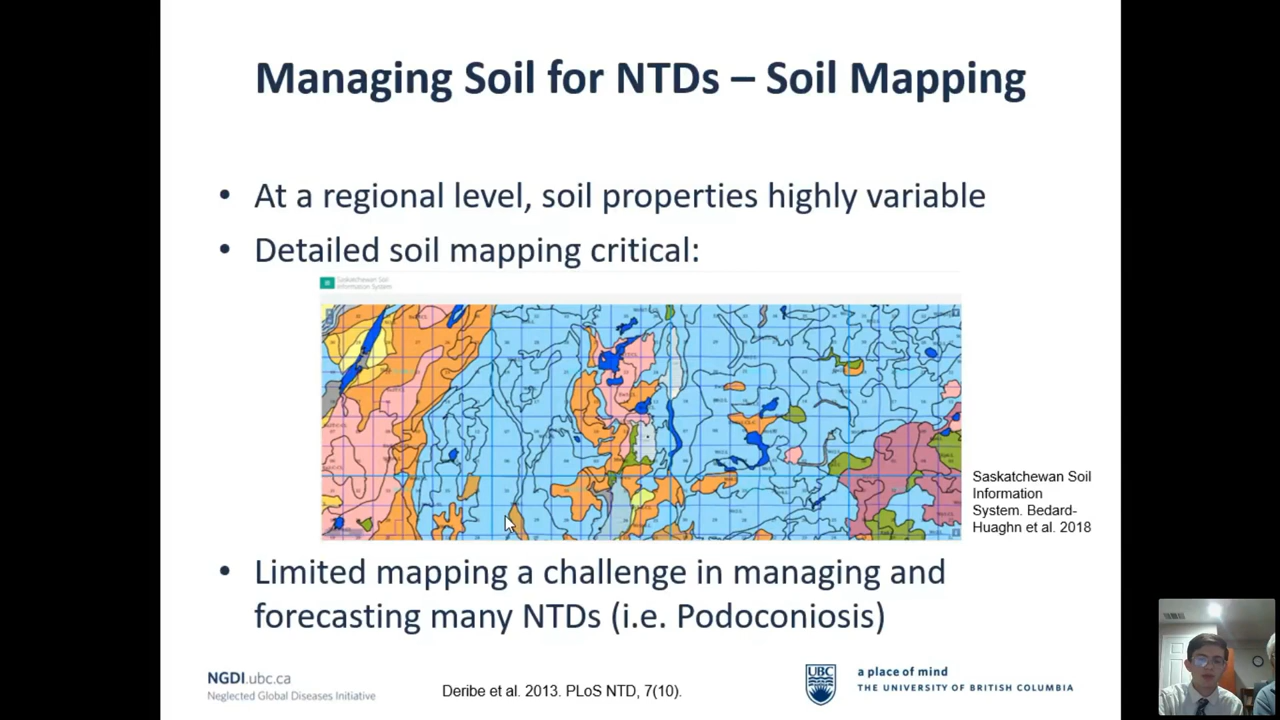 Managing Soil for NTDs – Soil Mapping
• At a regional level, soil properties highly variable
• Detailed soil mapping critical:
Saskatchewan Soil
Information System
Saskatchewan Soil
Information
System. Bedard-
Huaghn et al. 2018
• Limited mapping a challenge in managing and
forecasting many NTDs (i.e. Podoconiosis)
NGDI.ubc.ca
Neglected Global Diseases Initiative
Deribe et al. 2013. PLoS NTD, 7(10).
UBC
a place of mind
THE UNIVERSITY OF BRITISH COLUMBIA